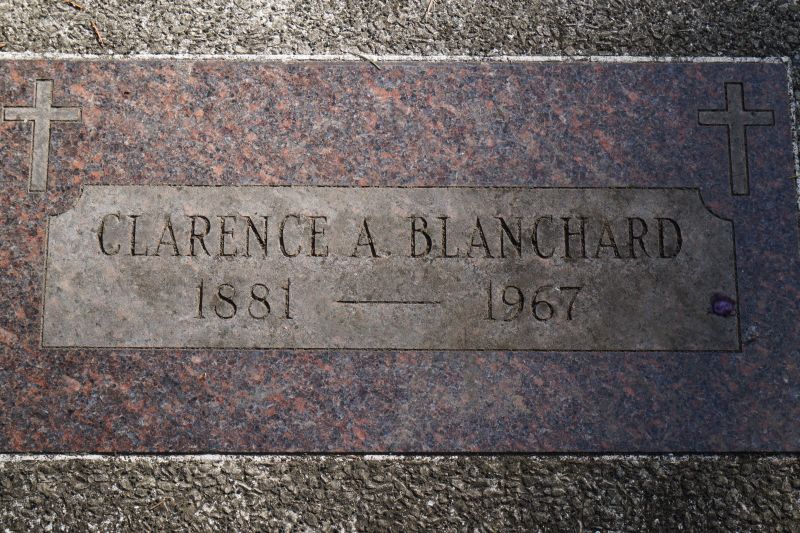 CLARENCE A. BLANCHARD
1881 — 1967